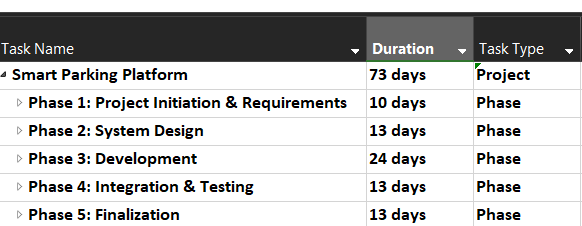 Task Name Duration Task Type
Smart Parking Platform 73 days Project
Phase 1: Project Initiation & Requirements 10 days Phase
Phase 2: System Design 13 days Phase
Phase 3: Development 24 days Phase
Phase 4: Integration & Testing 13 days Phase
Phase 5: Finalization 13 days Phase